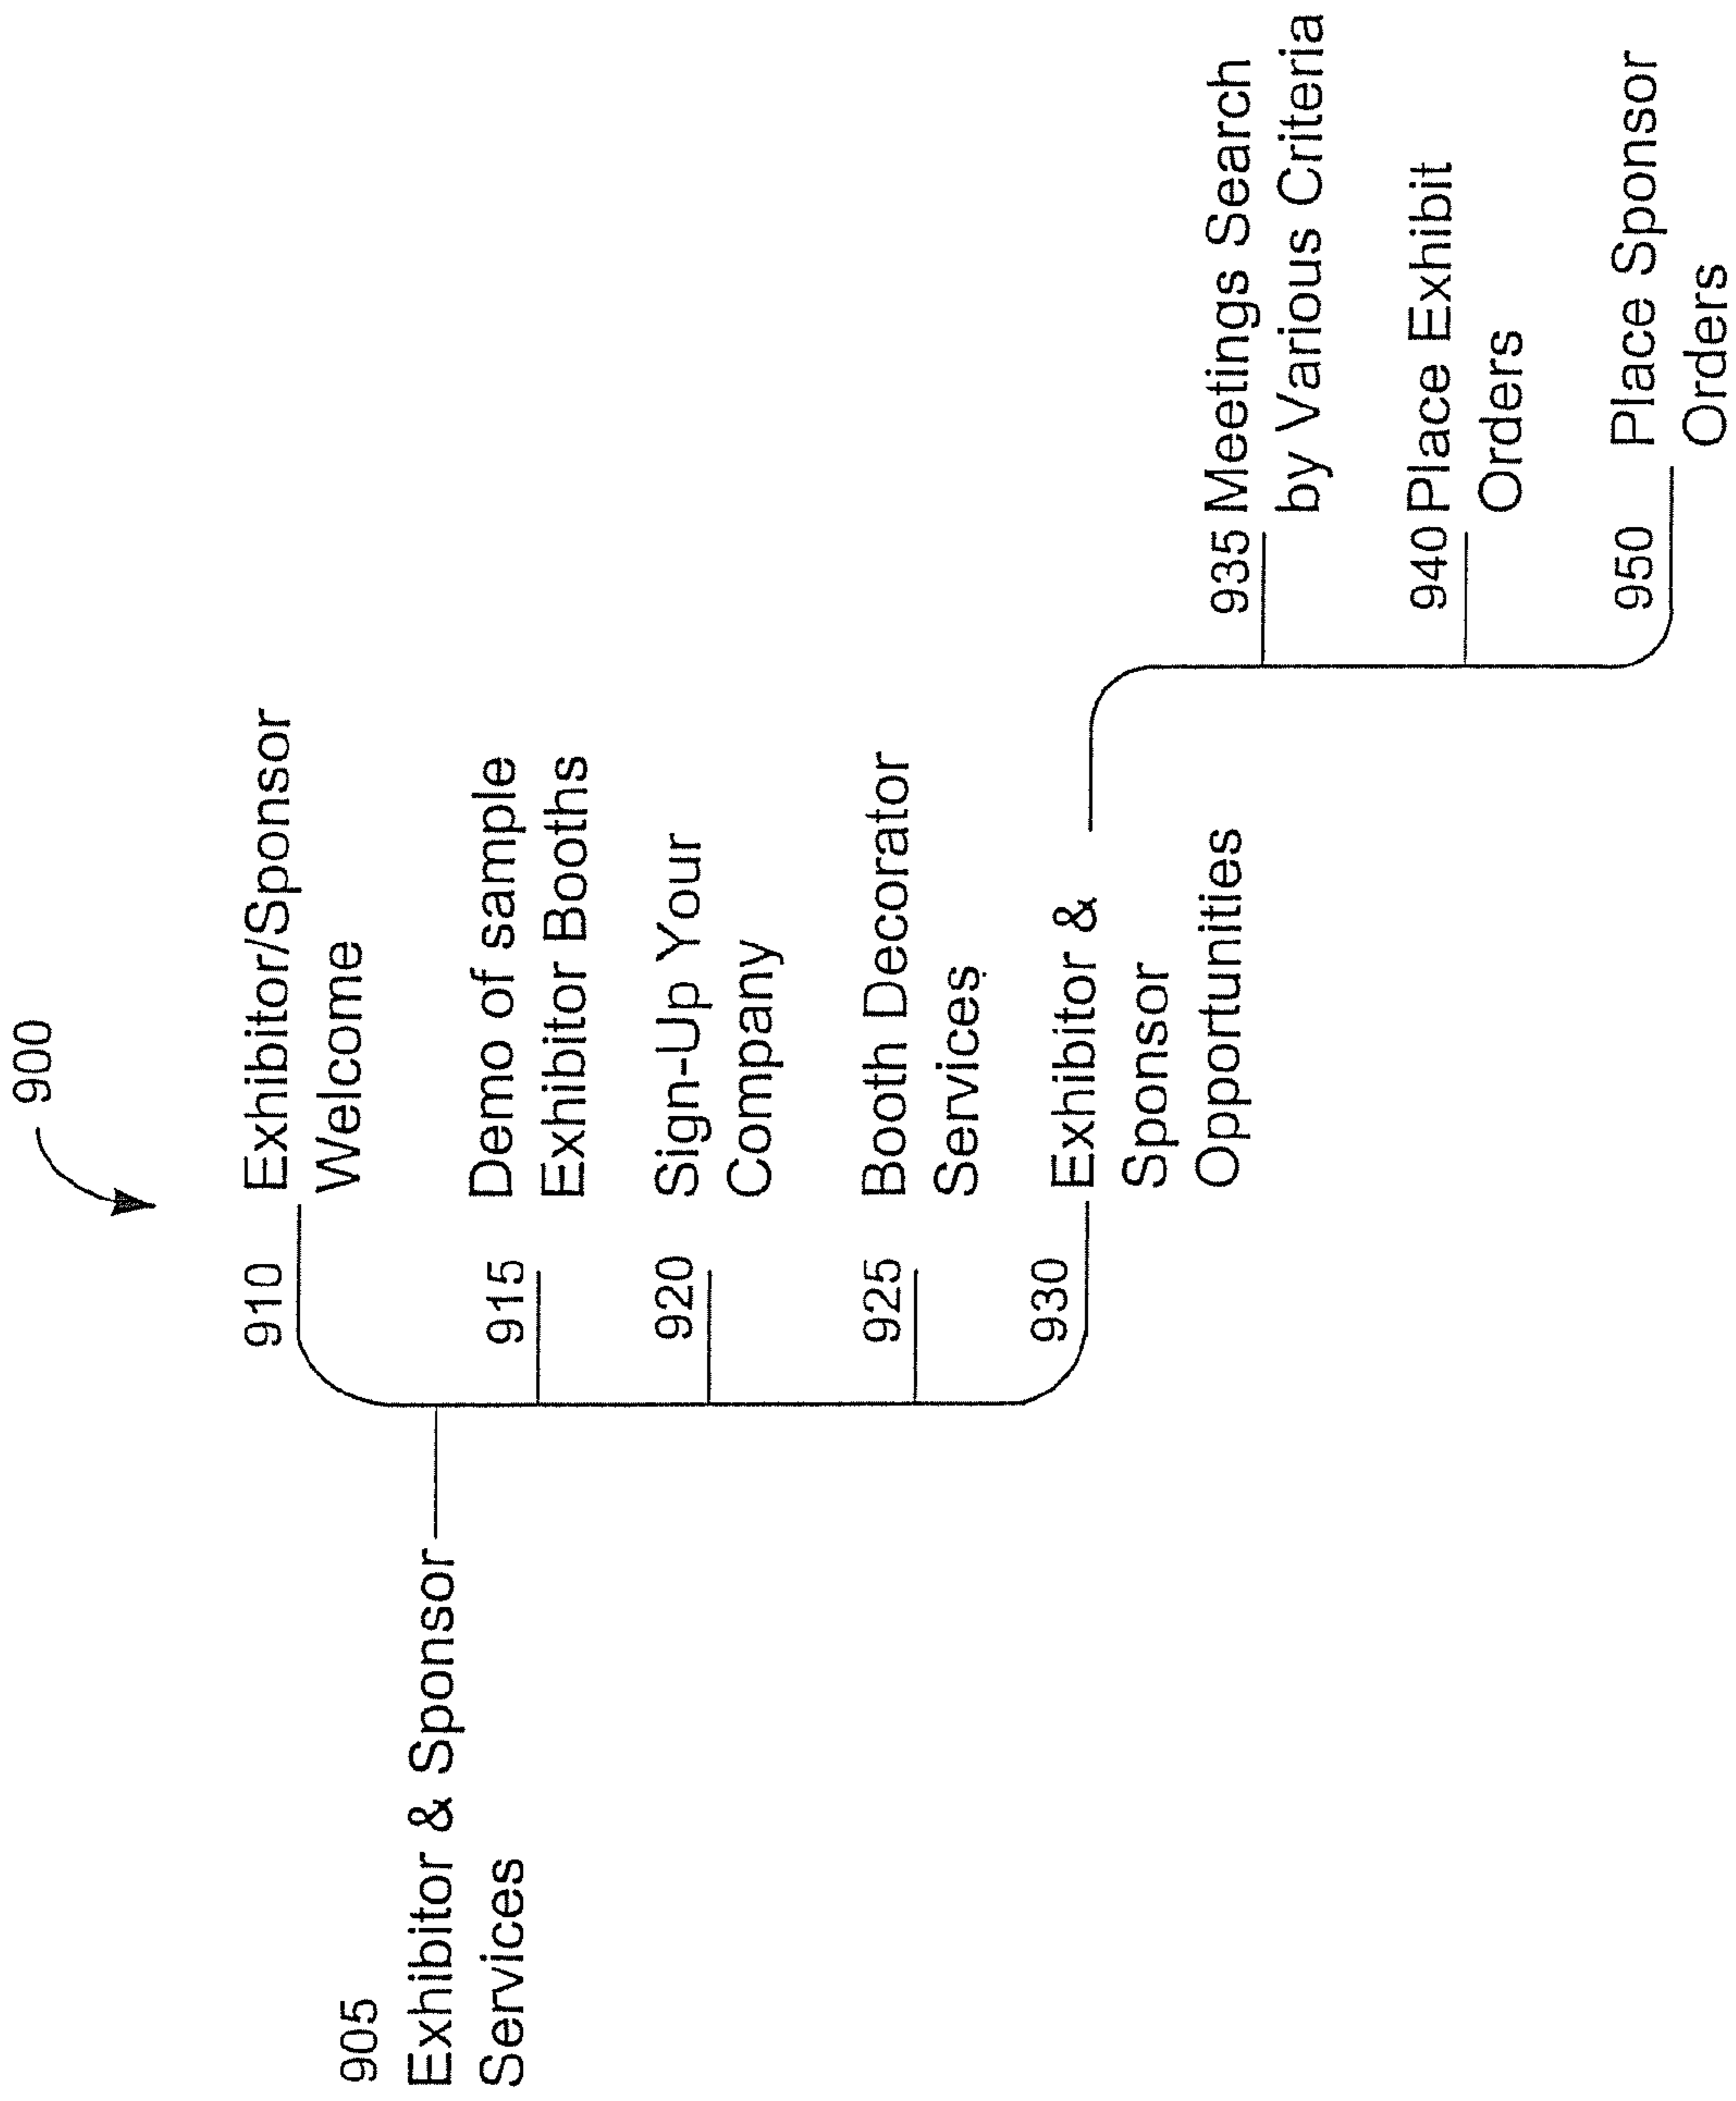 900
905
Exhibitor & Sponsor
Services
910
Exhibitor/Sponsor
Welcome
915
Demo of sample
Exhibitor Booths
920
Sign-Up Your
Company
925
Booth Decorator
Services
930
Exhibitor &
Sponsor
Opportunities
935 Meetings Search
by Various Criteria
940 Place Exhibit
Orders
950 Place Sponsor
Orders